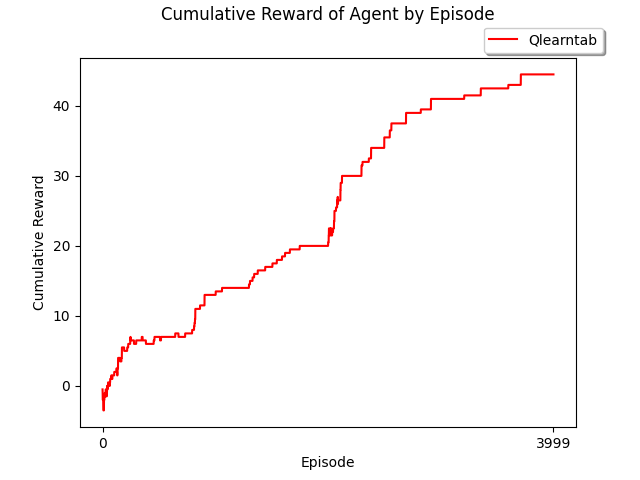 Cumulative Reward of Agent by Episode
Qlearntab
Cumulative Reward
40
30
20
10
0
0 3999
Episode